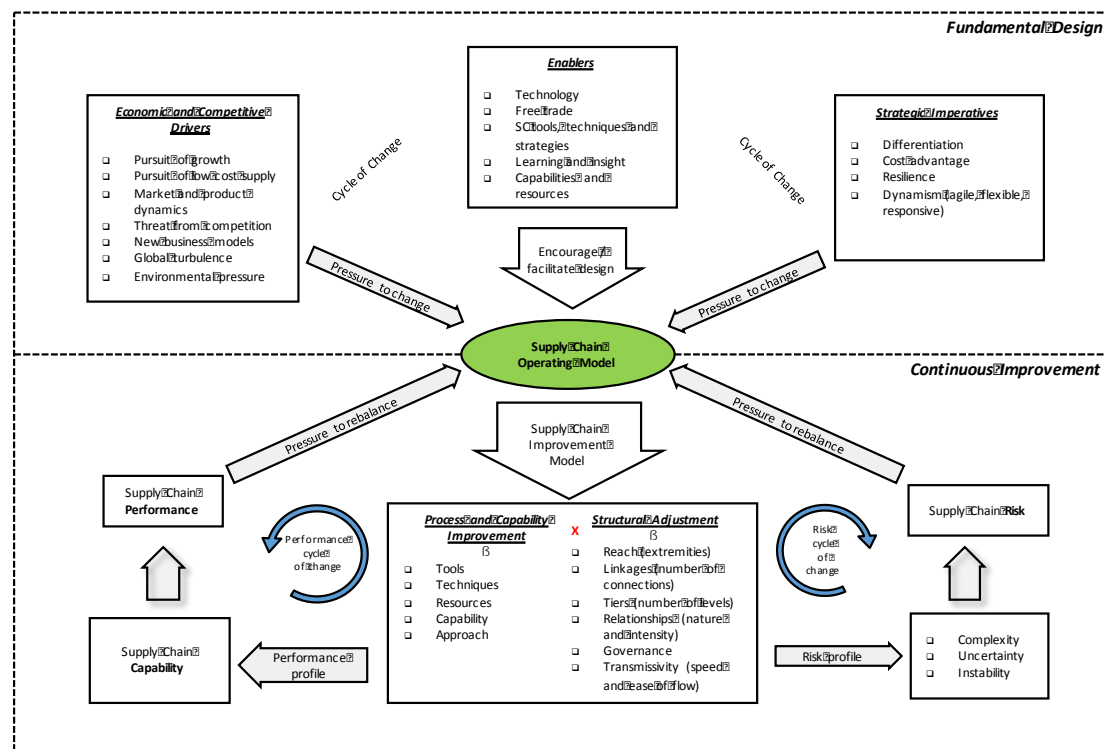 Fundamental Design
Economic and Competitive
Drivers
❑ Pursuit of growth
❑ Pursuit of low cost supply
❑ Market and product
dynamics
❑ Threat from competition
❑ New business models
❑ Global turbulence
❑ Environmental pressure
Cycle of Change
Enablers
❑ Technology
❑ Free trade
❑ SC tools, techniques and
strategies
❑ Learning and insight
❑ Capabilities and
resources
Cycle of Change
Strategic Imperatives
❑ Differentiation
❑ Cost advantage
❑ Resilience
❑ Dynamism (agile, flexible,
responsive)
Pressure to change
Encourage /
facilitate design
Pressure to change
Supply Chain
Operating Model
Continuous Improvement
Pressure to rebalance
Supply Chain
Improvement
Model
Pressure to rebalance
Supply Chain
Performance
Performance
cycle
of change
Supply Chain
Capability
Performance
profile
Process and Capability
Improvement
ß
❑ Tools
❑ Techniques
❑ Resources
❑ Capability
❑ Approach
X
Structural Adjustment
ß
❑ Reach (extremities)
❑ Linkages (number of
connections)
❑ Tiers (number of levels)
❑ Relationships (nature
and intensity)
❑ Governance
❑ Transmissivity (speed
and ease of flow)
Risk
cycle
of
change
Supply Chain Risk
Risk profile
❑ Complexity
❑ Uncertainty
❑ Instability